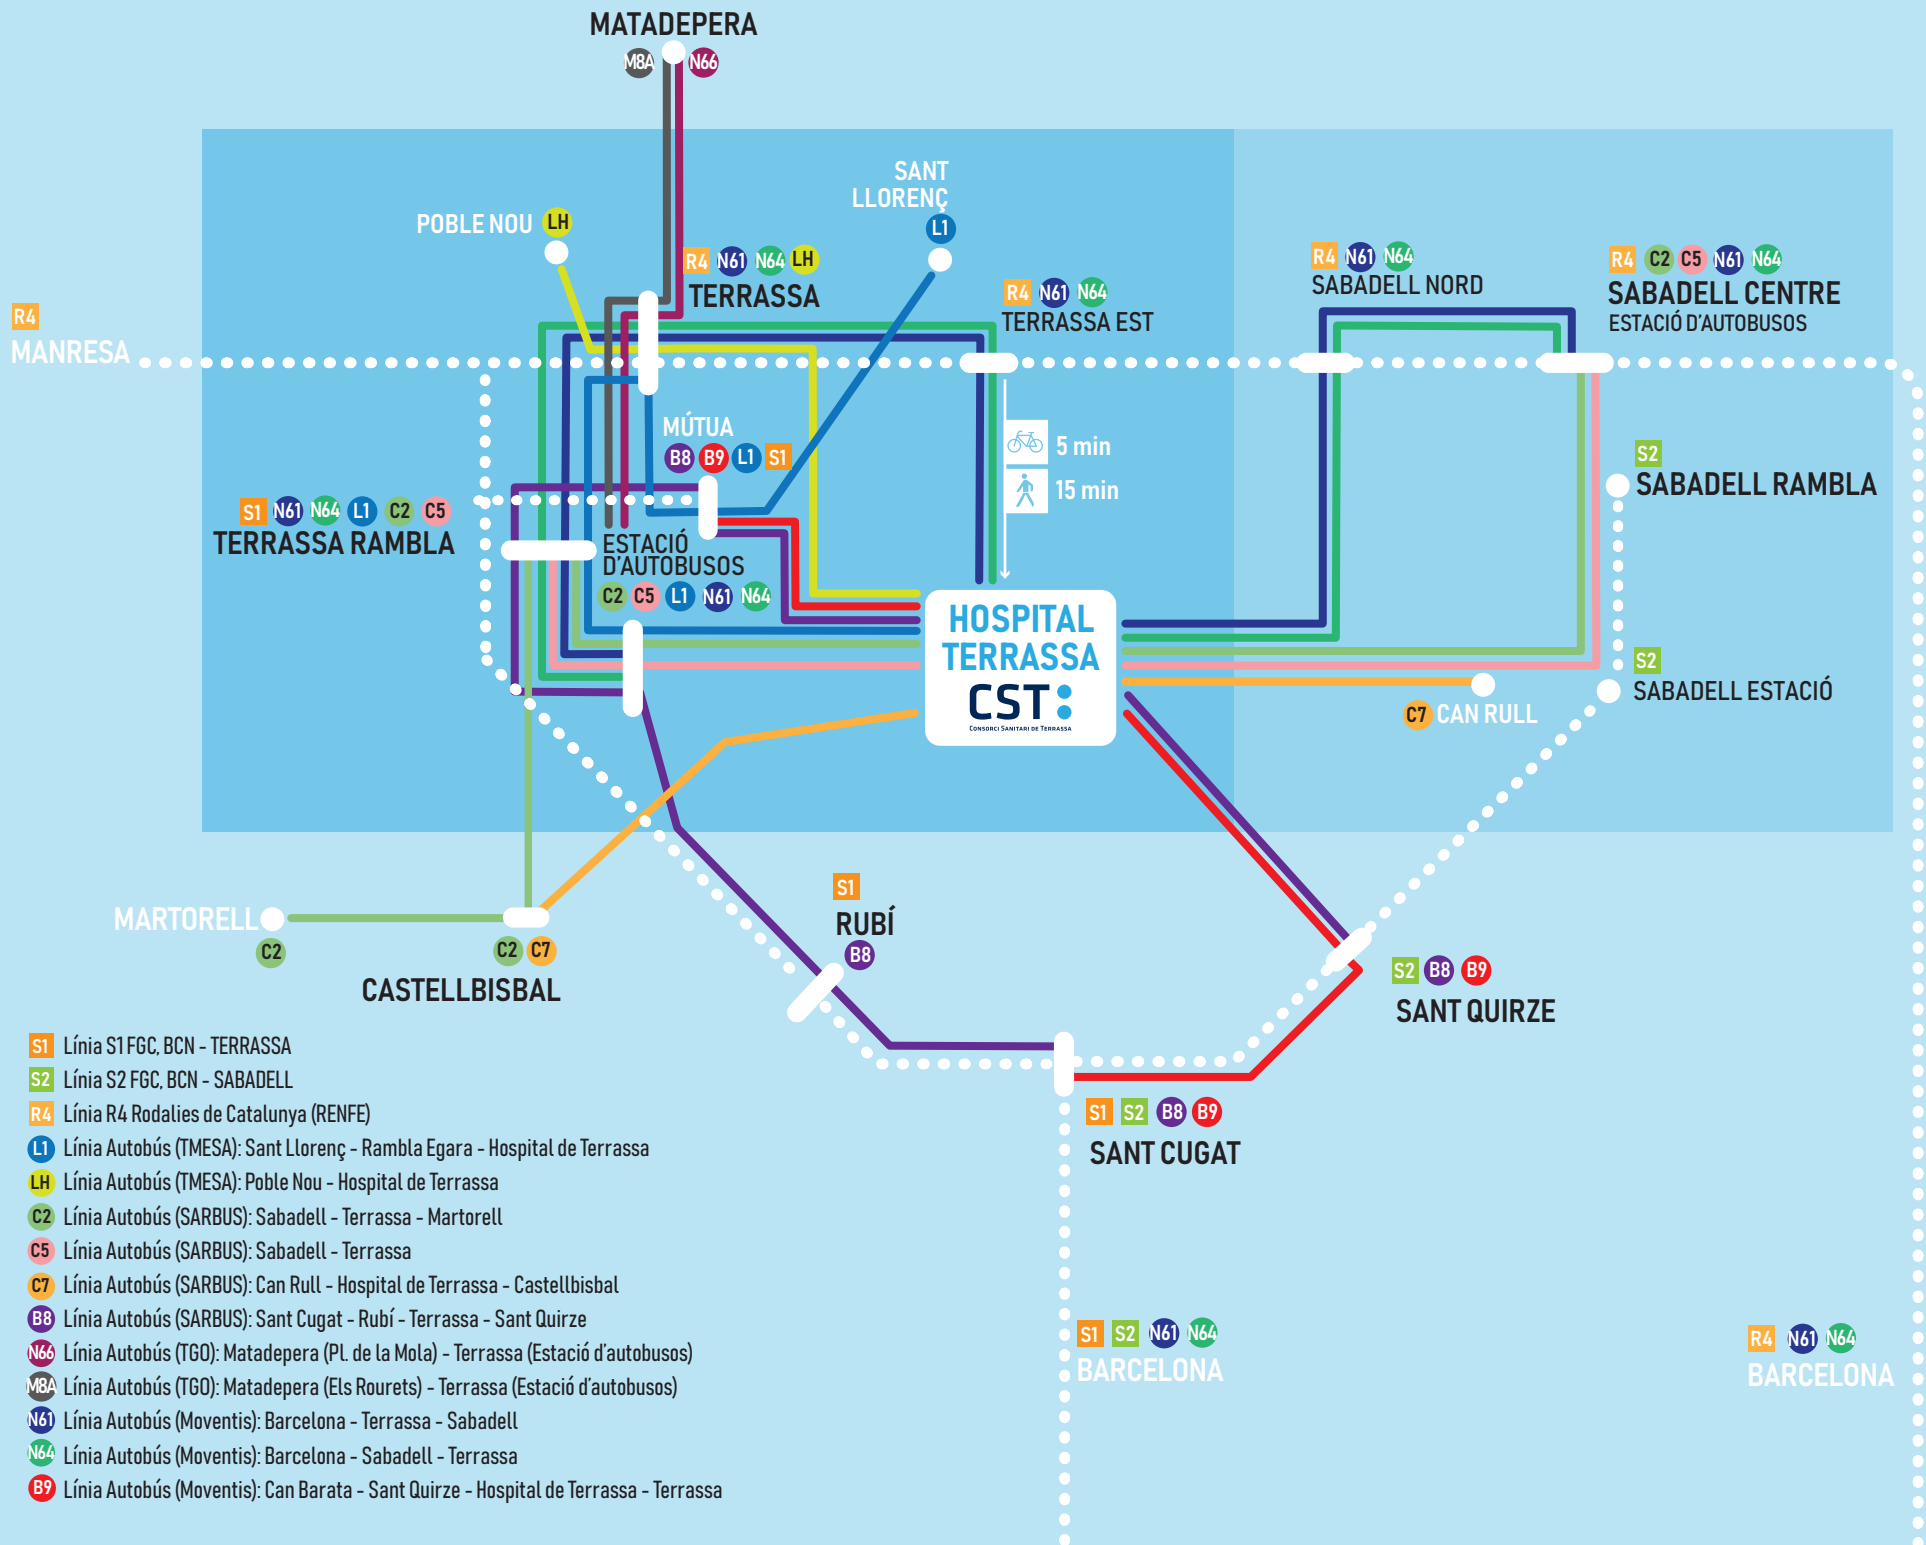 MATADEPERA
M8A N66
SANT
LLORENÇ
L1
POBLE NOU LH
R4 N61 N64 LH
TERRASSA
R4 N61 N64
TERRASSA EST
R4 N61 N64
SABADELL NORD
R4 C2 C5 N61 N64
SABADELL CENTRE
ESTACIÓ D'AUTOBUSOS
R4
MANRESA
MÚTUA
B8 B9 L1 S1
5 min
15 min
S2
SABADELL RAMBLA
S1 N61 N64 L1 C2 C5
TERRASSA RAMBLA
ESTACIÓ
D'AUTOBUSOS
C2 C5 L1 N61 N64
HOSPITAL
TERRASSA
CST
CONSORCI SANITARI DE TERRASSA
S2
SABADELL ESTACIÓ
C7 CAN RULL
MARTORELL
C2
C2 C7
CASTELLBISBAL
S1
RUBÍ
B8
S2 B8 B9
SANT QUIRZE
S1 S2 B8 B9
SANT CUGAT
S1 S2 N61 N64
BARCELONA
R4 N61 N64
BARCELONA
S1 Línia S1 FGC, BCN - TERRASSA
S2 Línia S2 FGC, BCN - SABADELL
R4 Línia R4 Rodalies de Catalunya (RENFE)
L1 Línia Autobús (TMESA): Sant Llorenç - Rambla Egara - Hospital de Terrassa
LH Línia Autobús (TMESA): Poble Nou - Hospital de Terrassa
C2 Línia Autobús (SARBUS): Sabadell - Terrassa - Martorell
C5 Línia Autobús (SARBUS): Sabadell - Terrassa
C7 Línia Autobús (SARBUS): Can Rull - Hospital de Terrassa - Castellbisbal
B8 Línia Autobús (SARBUS): Sant Cugat - Rubí - Terrassa - Sant Quirze
N66 Línia Autobús (TGO): Matadepera (Pl. de la Mola) - Terrassa (Estació d'autobusos)
M8A Línia Autobús (TGO): Matadepera (Els Rourets) - Terrassa (Estació d'autobusos)
N61 Línia Autobús (Moventis): Barcelona - Terrassa - Sabadell
N64 Línia Autobús (Moventis): Barcelona - Sabadell - Terrassa
B9 Línia Autobús (Moventis): Can Barata - Sant Quirze - Hospital de Terrassa - Terrassa